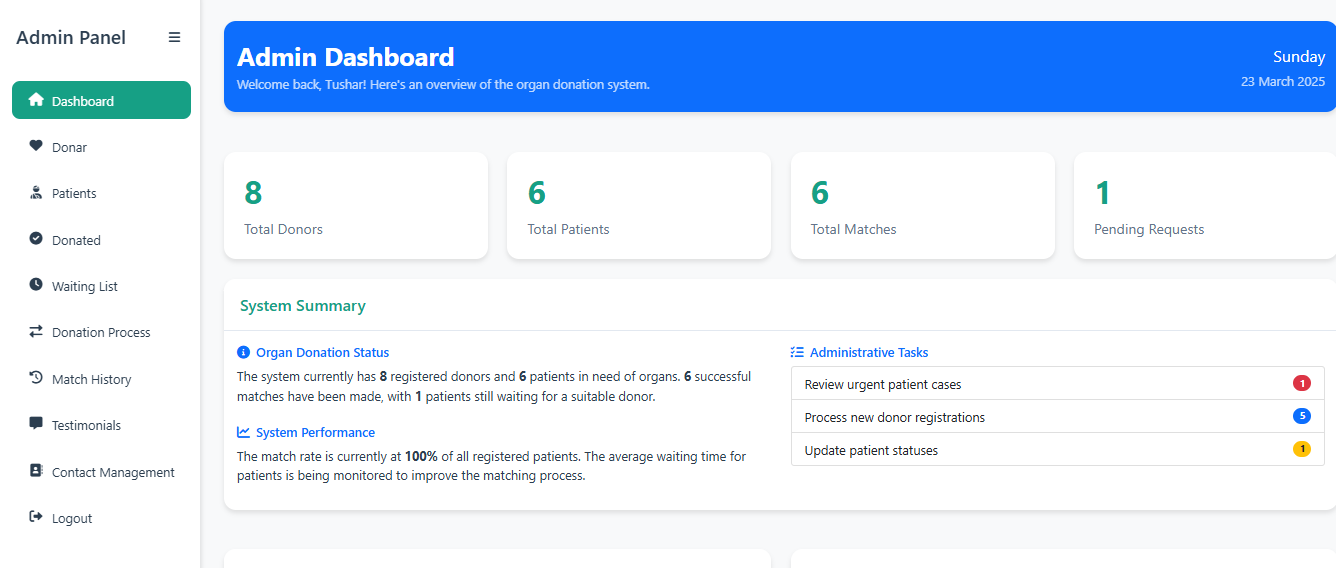 Admin Panel
Dashboard
Donar
Patients
Donated
Waiting List
Donation Process
Match History
Testimonials
Contact Management
Logout
Admin Dashboard
Welcome back, Tushar! Here's an overview of the organ donation system.
Sunday
23 March 2025
8
Total Donors
6
Total Patients
6
Total Matches
1
Pending Requests
System Summary
Organ Donation Status
The system currently has 8 registered donors and 6 patients in need of organs. 6 successful
matches have been made, with 1 patients still waiting for a suitable donor.
System Performance
The match rate is currently at 100% of all registered patients. The average waiting time for
patients is being monitored to improve the matching process.
Administrative Tasks
Review urgent patient cases 1
Process new donor registrations 5
Update patient statuses 1